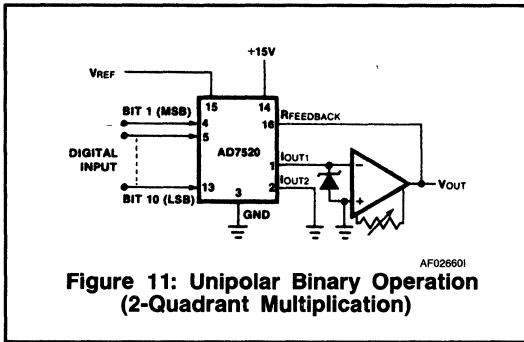 +15V
VREF
BIT 1 (MSB)
15
14
RFEEDBACK
4
16
5
DIGITAL
INPUT
AD7520
1
IOUT1
-
VOUT
IOUT2
BIT 10 (LSB)
13
3
2
+
GND
AF02660I
Figure 11: Unipolar Binary Operation
(2-Quadrant Multiplication)